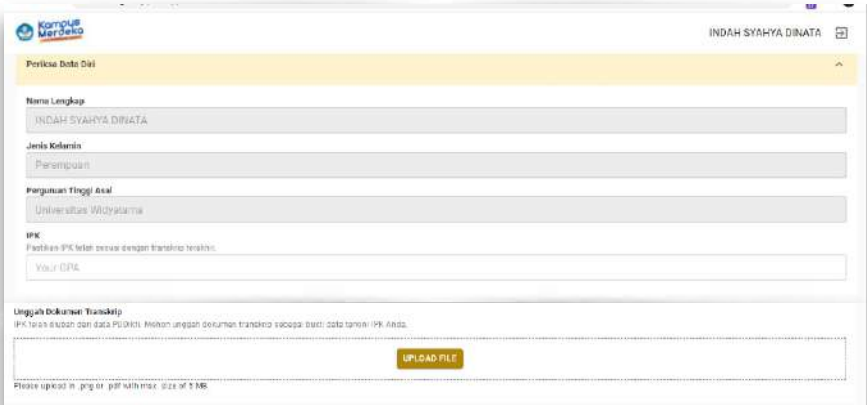 Kampus
Merdeka
INDAH SYAHYA DINATA
Periksa Data Diri
Nama Lengkap
INDAH SYAHYA DINATA
Jenis Kelamin
Perempuan
Perguruan Tinggi Asal
Universitas Widyatama
IPK
Pastikan IPK telah sesuai dengan transkrip terakhir.
Your GPA
Unggah Dokumen Transkrip
IPK telah diubah dari data PDDikti. Mohon unggah dokumen transkrip sebagai bukti data terkini IPK Anda.
UPLOAD FILE
Please upload in .png or .pdf with max. size of 5 MB